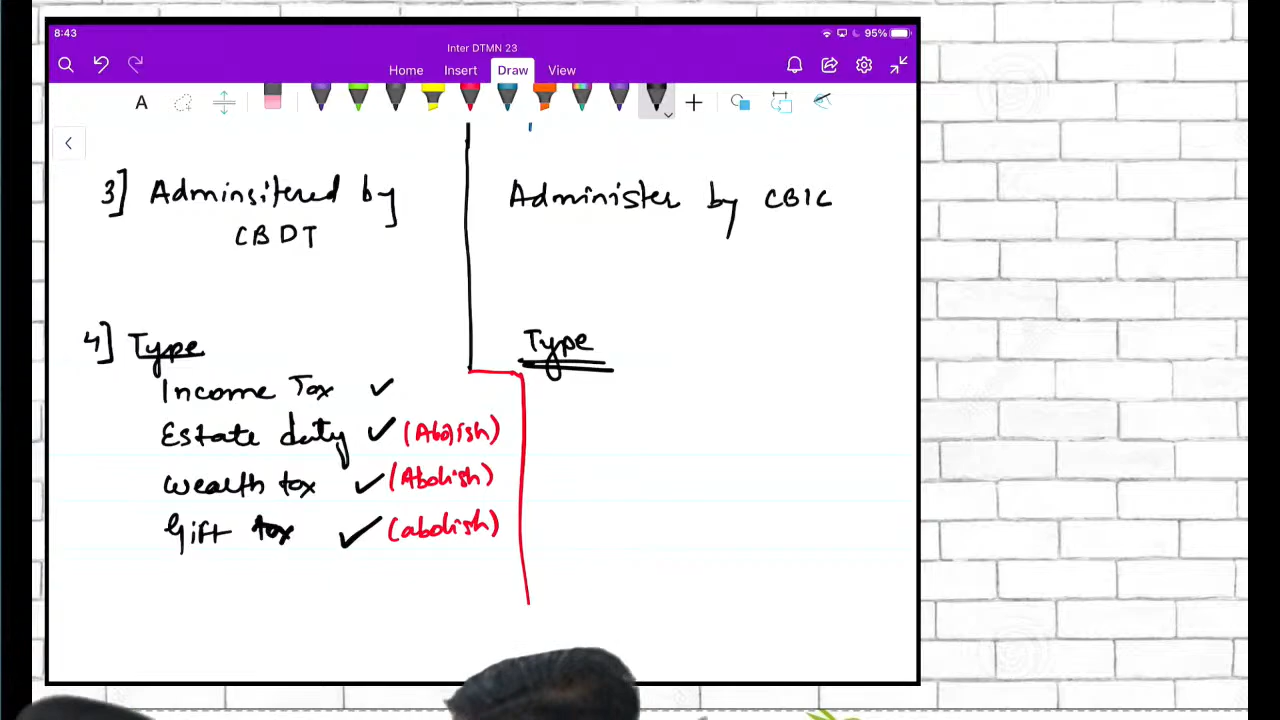 8:43
95%
Inter DTMN 23
Home Insert Draw View
A
3] Adminsitered by
CBDT
Administer by CBIC
4] Type
Income Tax ✓
Estate duty ✓ (Abolish)
Wealth tax ✓ (Abolish)
Gift tax ✓ (abolish)
Type